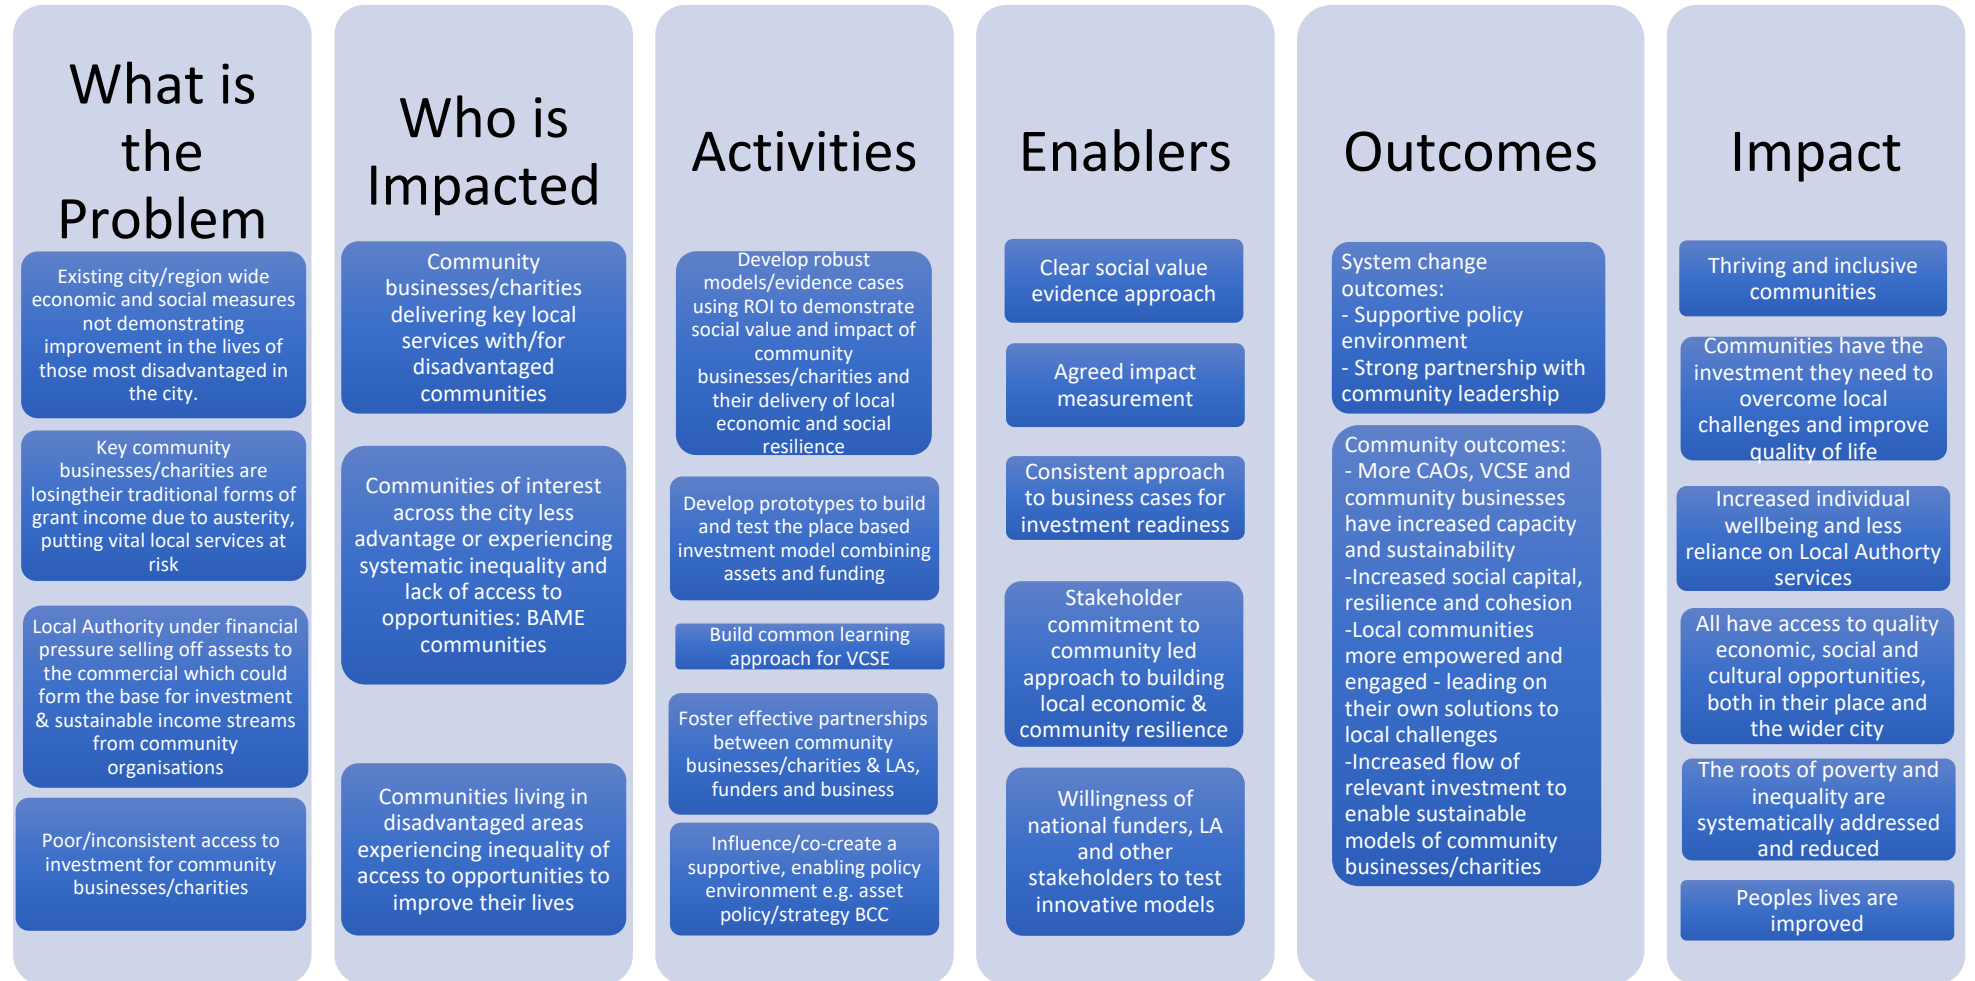 What is
the
Problem
Existing city/region wide
economic and social measures
not demonstrating
improvement in the lives of
those most disadvantaged in
the city.
Key community
businesses/charities are
losingtheir traditional forms of
grant income due to austerity,
putting vital local services at
risk
Local Authority under financial
pressure selling off assests to
the commercial which could
form the base for investment
& sustainable income streams
from community
organisations
Poor/inconsistent access to
investment for community
businesses/charities
Who is
Impacted
Community
businesses/charities
delivering key local
services with/for
disadvantaged
communities
Communities of interest
across the city less
advantage or experiencing
systematic inequality and
lack of access to
opportunities: BAME
communities
Communities living in
disadvantaged areas
experiencing inequality of
access to opportunities to
improve their lives
Activities
Develop robust
models/evidence cases
using ROI to demonstrate
social value and impact of
community
businesses/charities and
their delivery of local
economic and social
resilience
Develop prototypes to build
and test the place based
investment model combining
assets and funding
Build common learning
approach for VCSE
Foster effective partnerships
between community
businesses/charities & LAs,
funders and business
Influence/co-create a
supportive, enabling policy
environment e.g. asset
policy/strategy BCC
Enablers
Clear social value
evidence approach
Agreed impact
measurement
Consistent approach
to business cases for
investment readiness
Stakeholder
commitment to
community led
approach to building
local economic &
community resilience
Willingness of
national funders, LA
and other
stakeholders to test
innovative models
Outcomes
System change
outcomes:
- Supportive policy
environment
- Strong partnership with
community leadership
Community outcomes:
- More CAOs, VCSE and
community businesses
have increased capacity
and sustainability
-Increased social capital,
resilience and cohesion
-Local communities
more empowered and
engaged - leading on
their own solutions to
local challenges
-Increased flow of
relevant investment to
enable sustainable
models of community
businesses/charities
Impact
Thriving and inclusive
communities
Communities have the
investment they need to
overcome local
challenges and improve
quality of life
Increased individual
wellbeing and less
reliance on Local Authorty
services
All have access to quality
economic, social and
cultural opportunities,
both in their place and
the wider city
The roots of poverty and
inequality are
systematically addressed
and reduced
Peoples lives are
improved